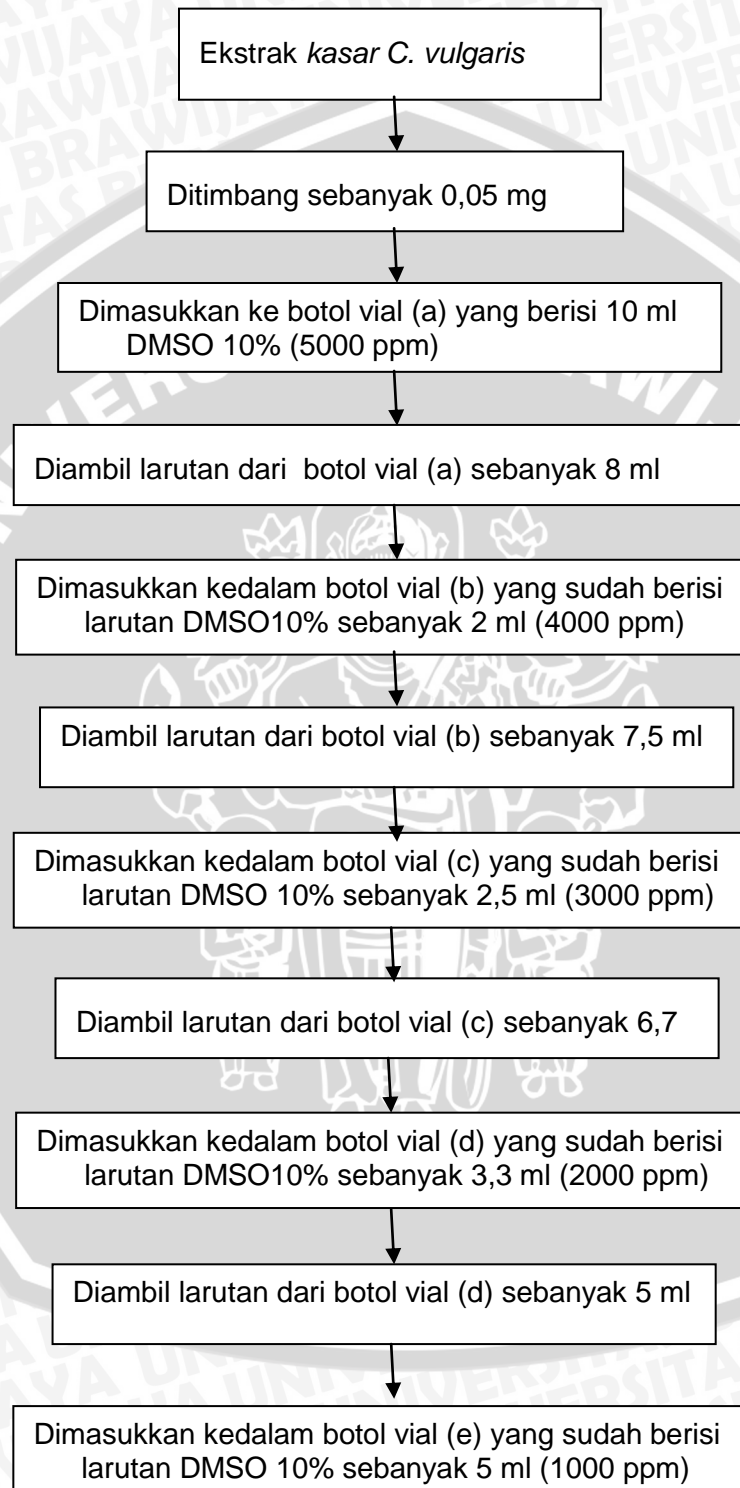 Ekstrak kasar C. vulgaris
Ditimbang sebanyak 0,05 mg
Dimasukkan ke botol vial (a) yang berisi 10 ml
DMSO 10% (5000 ppm)
Diambil larutan dari botol vial (a) sebanyak 8 ml
Dimasukkan kedalam botol vial (b) yang sudah berisi
larutan DMSO10% sebanyak 2 ml (4000 ppm)
Diambil larutan dari botol vial (b) sebanyak 7,5 ml
Dimasukkan kedalam botol vial (c) yang sudah berisi
larutan DMSO 10% sebanyak 2,5 ml (3000 ppm)
Diambil larutan dari botol vial (c) sebanyak 6,7
Dimasukkan kedalam botol vial (d) yang sudah berisi
larutan DMSO10% sebanyak 3,3 ml (2000 ppm)
Diambil larutan dari botol vial (d) sebanyak 5 ml
Dimasukkan kedalam botol vial (e) yang sudah berisi
larutan DMSO 10% sebanyak 5 ml (1000 ppm)